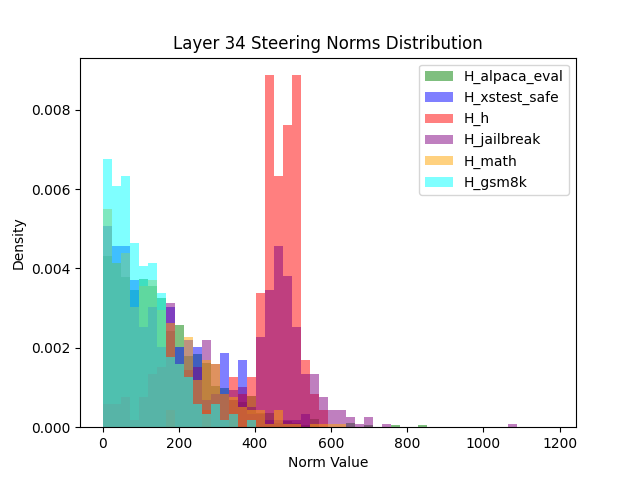 Layer 34 Steering Norms Distribution
H_alpaca_eval
H_xstest_safe
H_h
H_jailbreak
H_math
H_gsm8k
0.008
0.006
0.004
0.002
0.000
Density
0 200 400 600 800 1000 1200
Norm Value